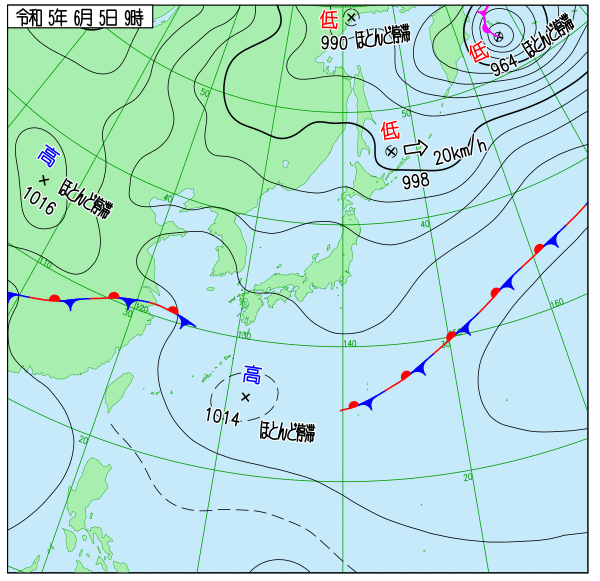 令和 5年 6月 5日 9時
低
990 ほとんど停滞
低
964 ほとんど停滞
50
50
低
20km/h
998
高
1016 ほとんど停滞
40
40
110
120
30
130
140
30
150
160
高
1014 ほとんど停滞
20
20